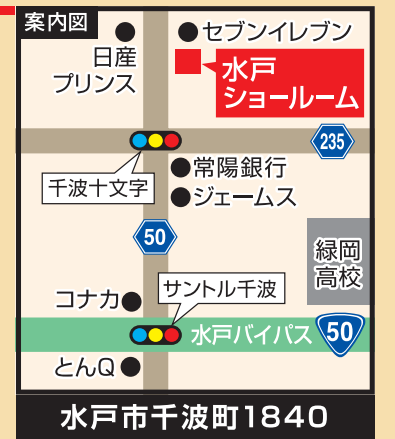 案内図
セブンイレブン
日産
プリンス
水戸
ショールーム
235
千波十文字
常陽銀行
ジェームス
50
緑岡
高校
サントル千波
コナカ
水戸バイパス
50
とんQ
水戸市千波町1840